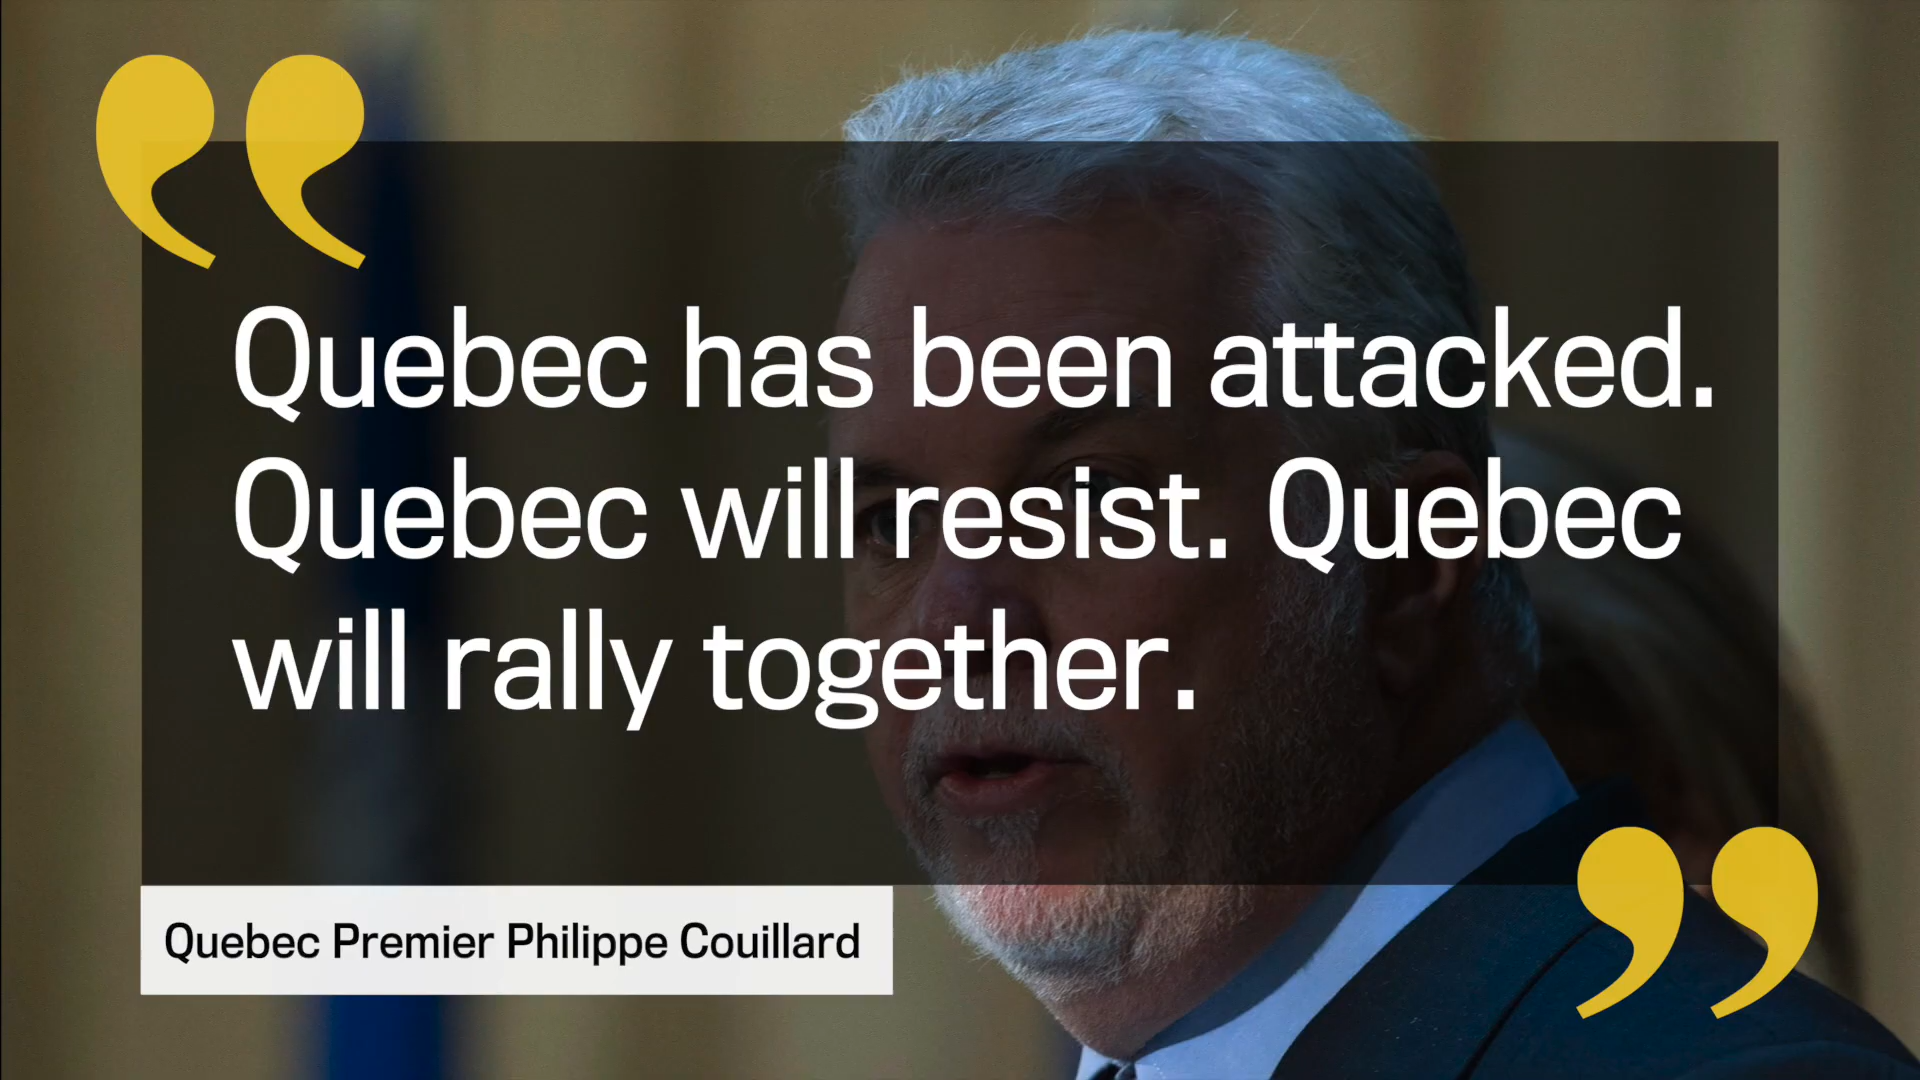 Quebec has been attacked.
Quebec will resist. Quebec
will rally together.
Quebec Premier Philippe Couillard